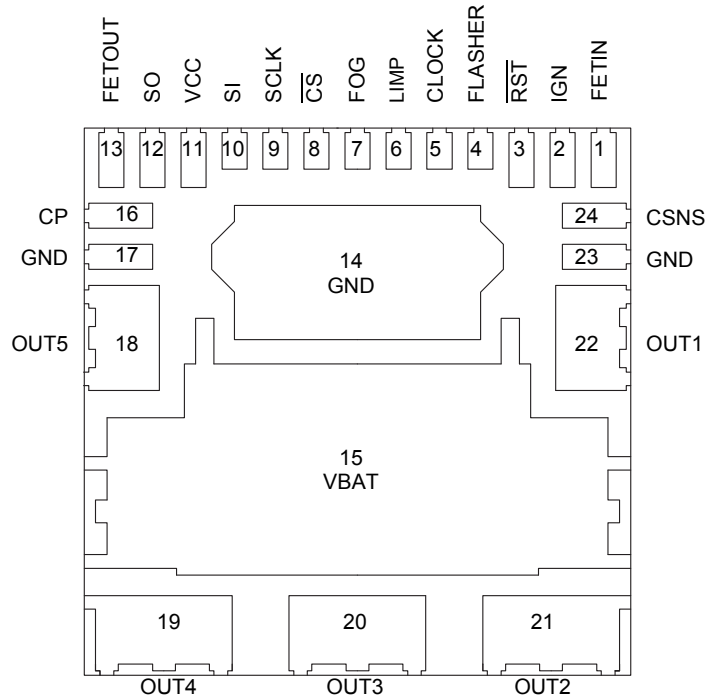 FETOUT
SO
VCC
SI
SCLK
CS
FOG
LIMP
CLOCK
FLASHER
RST
IGN
FETIN
13 12 11 10 9 8 7 6 5 4 3 2 1
CP 16 24 CSNS
GND 17 23 GND
14
GND
OUT5 18 22 OUT1
15
VBAT
19 20 21
OUT4 OUT3 OUT2